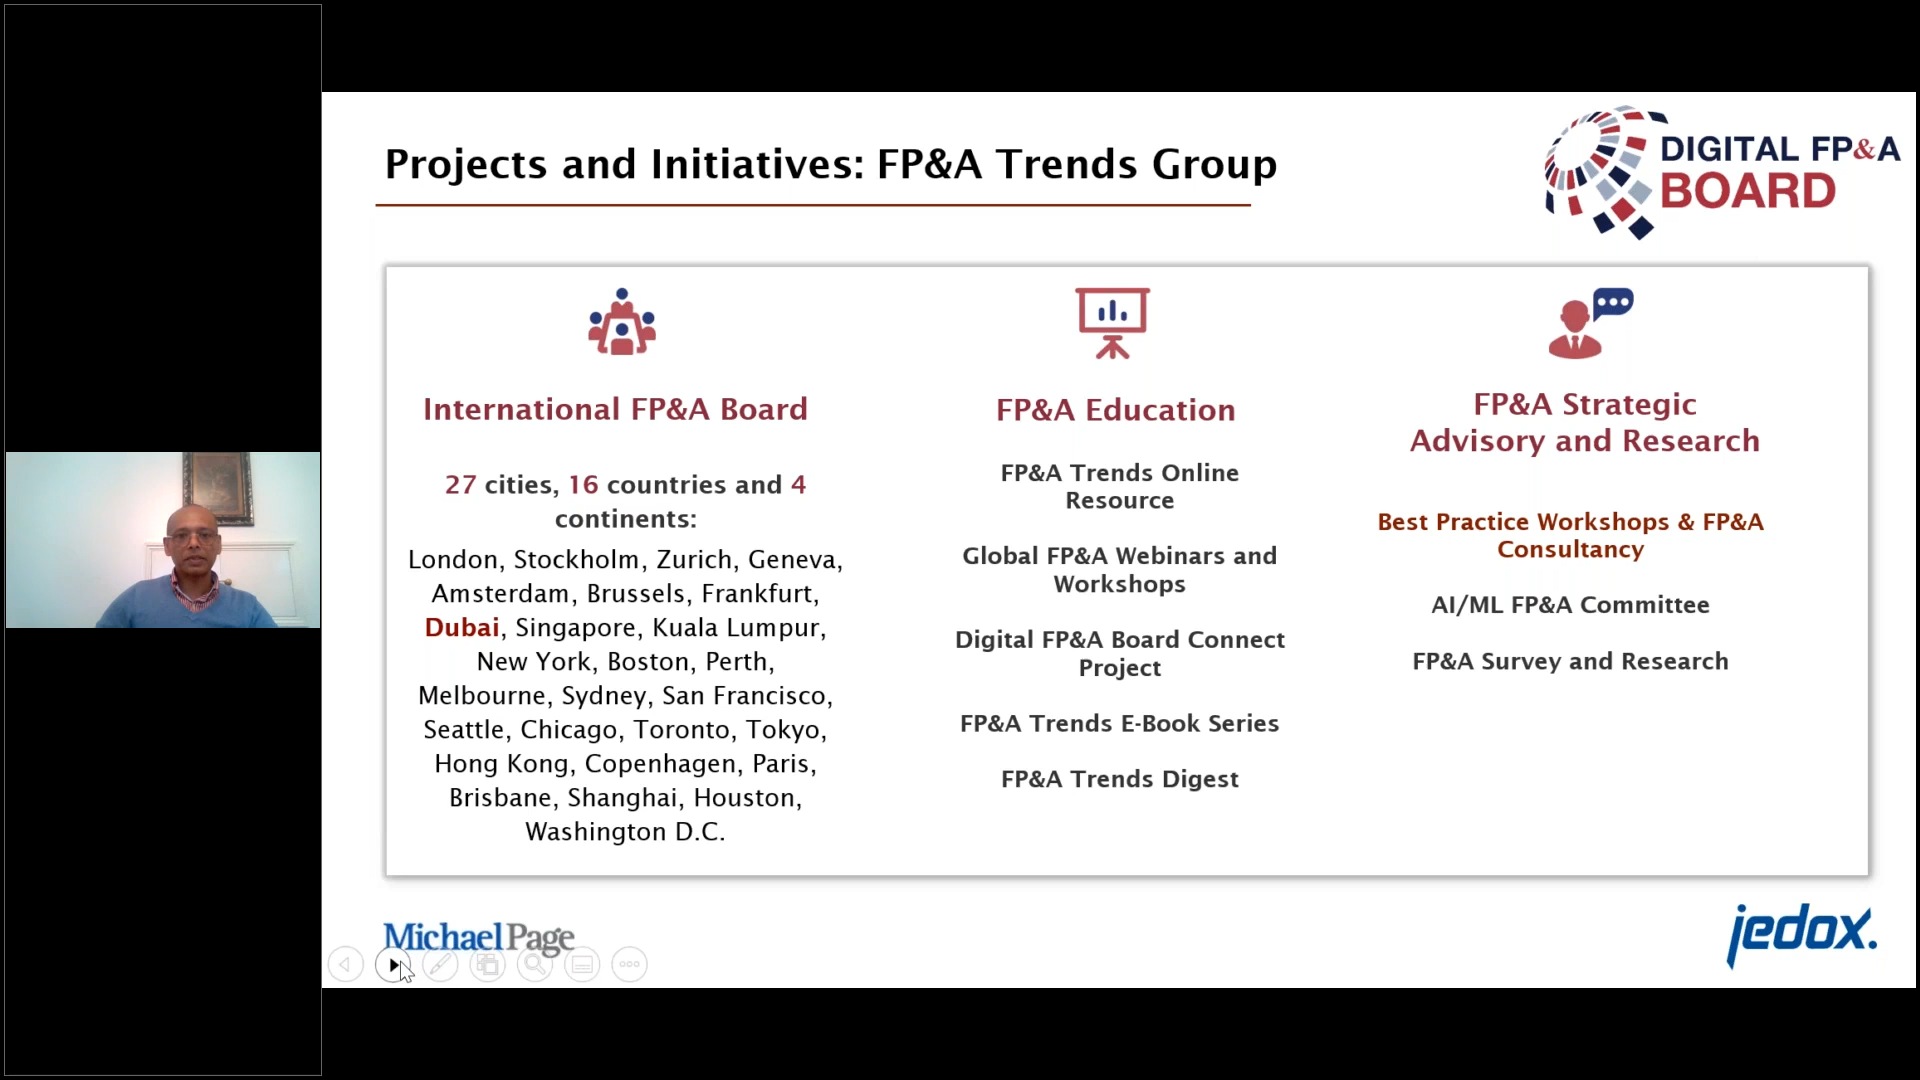 Projects and Initiatives: FP&A Trends Group
DIGITAL FP&A
BOARD
International FP&A Board
27 cities, 16 countries and 4
continents:
London, Stockholm, Zurich, Geneva,
Amsterdam, Brussels, Frankfurt,
Dubai, Singapore, Kuala Lumpur,
New York, Boston, Perth,
Melbourne, Sydney, San Francisco,
Seattle, Chicago, Toronto, Tokyo,
Hong Kong, Copenhagen, Paris,
Brisbane, Shanghai, Houston,
Washington D.C.
FP&A Education
FP&A Trends Online
Resource
Global FP&A Webinars and
Workshops
Digital FP&A Board Connect
Project
FP&A Trends E-Book Series
FP&A Trends Digest
FP&A Strategic
Advisory and Research
Best Practice Workshops & FP&A
Consultancy
AI/ML FP&A Committee
FP&A Survey and Research
Michael Page
jedox.